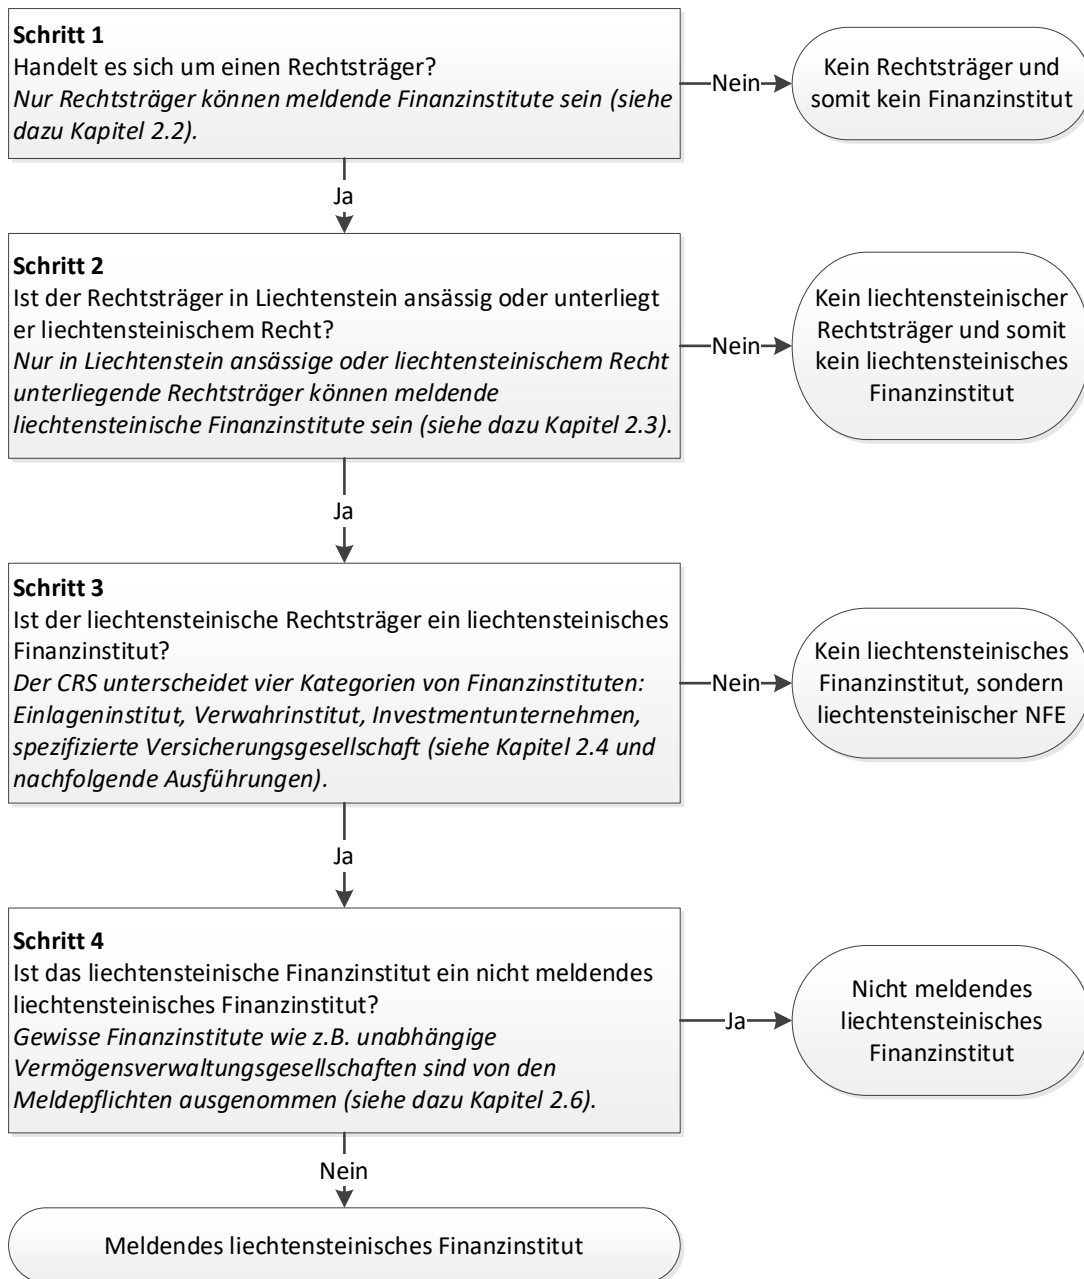 Schritt 1
Handelt es sich um einen Rechtsträger?
Nur Rechtsträger können meldende Finanzinstitute sein (siehe
dazu Kapitel 2.2).
Nein
Kein Rechtsträger und
somit kein Finanzinstitut
Ja
Schritt 2
Ist der Rechtsträger in Liechtenstein ansässig oder unterliegt
er liechtensteinischem Recht?
Nur in Liechtenstein ansässige oder liechtensteinischem Recht
unterliegende Rechtsträger können meldende
liechtensteinische Finanzinstitute sein (siehe dazu Kapitel 2.3).
Nein
Kein liechtensteinischer
Rechtsträger und somit
kein liechtensteinisches
Finanzinstitut
Ja
Schritt 3
Ist der liechtensteinische Rechtsträger ein liechtensteinisches
Finanzinstitut?
Der CRS unterscheidet vier Kategorien von Finanzinstituten:
Einlageninstitut, Verwahrinstitut, Investmentunternehmen,
spezifizierte Versicherungsgesellschaft (siehe Kapitel 2.4 und
nachfolgende Ausführungen).
Nein
Kein liechtensteinisches
Finanzinstitut, sondern
liechtensteinischer NFE
Ja
Schritt 4
Ist das liechtensteinische Finanzinstitut ein nicht meldendes
liechtensteinisches Finanzinstitut?
Gewisse Finanzinstitute wie z.B. unabhängige
Vermögensverwaltungsgesellschaften sind von den
Meldepflichten ausgenommen (siehe dazu Kapitel 2.6).
Ja
Nicht meldendes
liechtensteinisches
Finanzinstitut
Nein
Meldendes liechtensteinisches Finanzinstitut